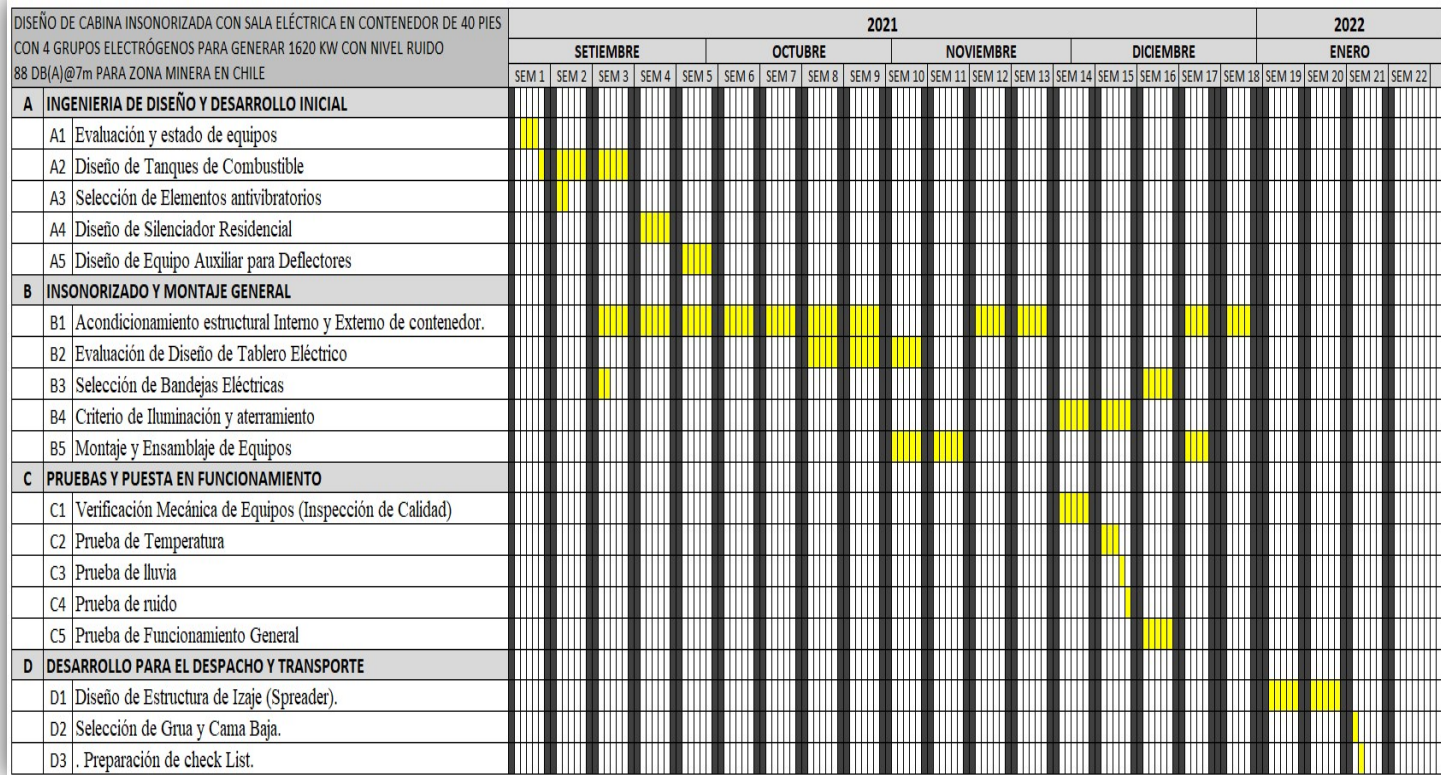 DISEÑO DE CABINA INSONORIZADA CON SALA ELÉCTRICA EN CONTENEDOR DE 40 PIES
CON 4 GRUPOS ELECTRÓGENOS PARA GENERAR 1620 KW CON NIVEL RUIDO
88 DB(A)@7m PARA ZONA MINERA EN CHILE
2021 2022
SETIEMBRE OCTUBRE NOVIEMBRE DICIEMBRE ENERO
SEM 1 SEM 2 SEM 3 SEM 4 SEM 5 SEM 6 SEM 7 SEM 8 SEM 9 SEM 10 SEM 11 SEM 12 SEM 13 SEM 14 SEM 15 SEM 16 SEM 17 SEM 18 SEM 19 SEM 20 SEM 21 SEM 22
A INGENIERIA DE DISEÑO Y DESARROLLO INICIAL
A1 Evaluación y estado de equipos
A2 Diseño de Tanques de Combustible
A3 Selección de Elementos antivibratorios
A4 Diseño de Silenciador Residencial
A5 Diseño de Equipo Auxiliar para Deflectores
B INSONORIZADO Y MONTAJE GENERAL
B1 Acondicionamiento estructural Interno y Externo de contenedor.
B2 Evaluación de Diseño de Tablero Eléctrico
B3 Selección de Bandejas Eléctricas
B4 Criterio de Iluminación y aterramiento
B5 Montaje y Ensamblaje de Equipos
C PRUEBAS Y PUESTA EN FUNCIONAMIENTO
C1 Verificación Mecánica de Equipos (Inspección de Calidad)
C2 Prueba de Temperatura
C3 Prueba de lluvia
C4 Prueba de ruido
C5 Prueba de Funcionamiento General
D DESARROLLO PARA EL DESPACHO Y TRANSPORTE
D1 Diseño de Estructura de Izaje (Spreader).
D2 Selección de Grua y Cama Baja.
D3 . Preparación de check List.